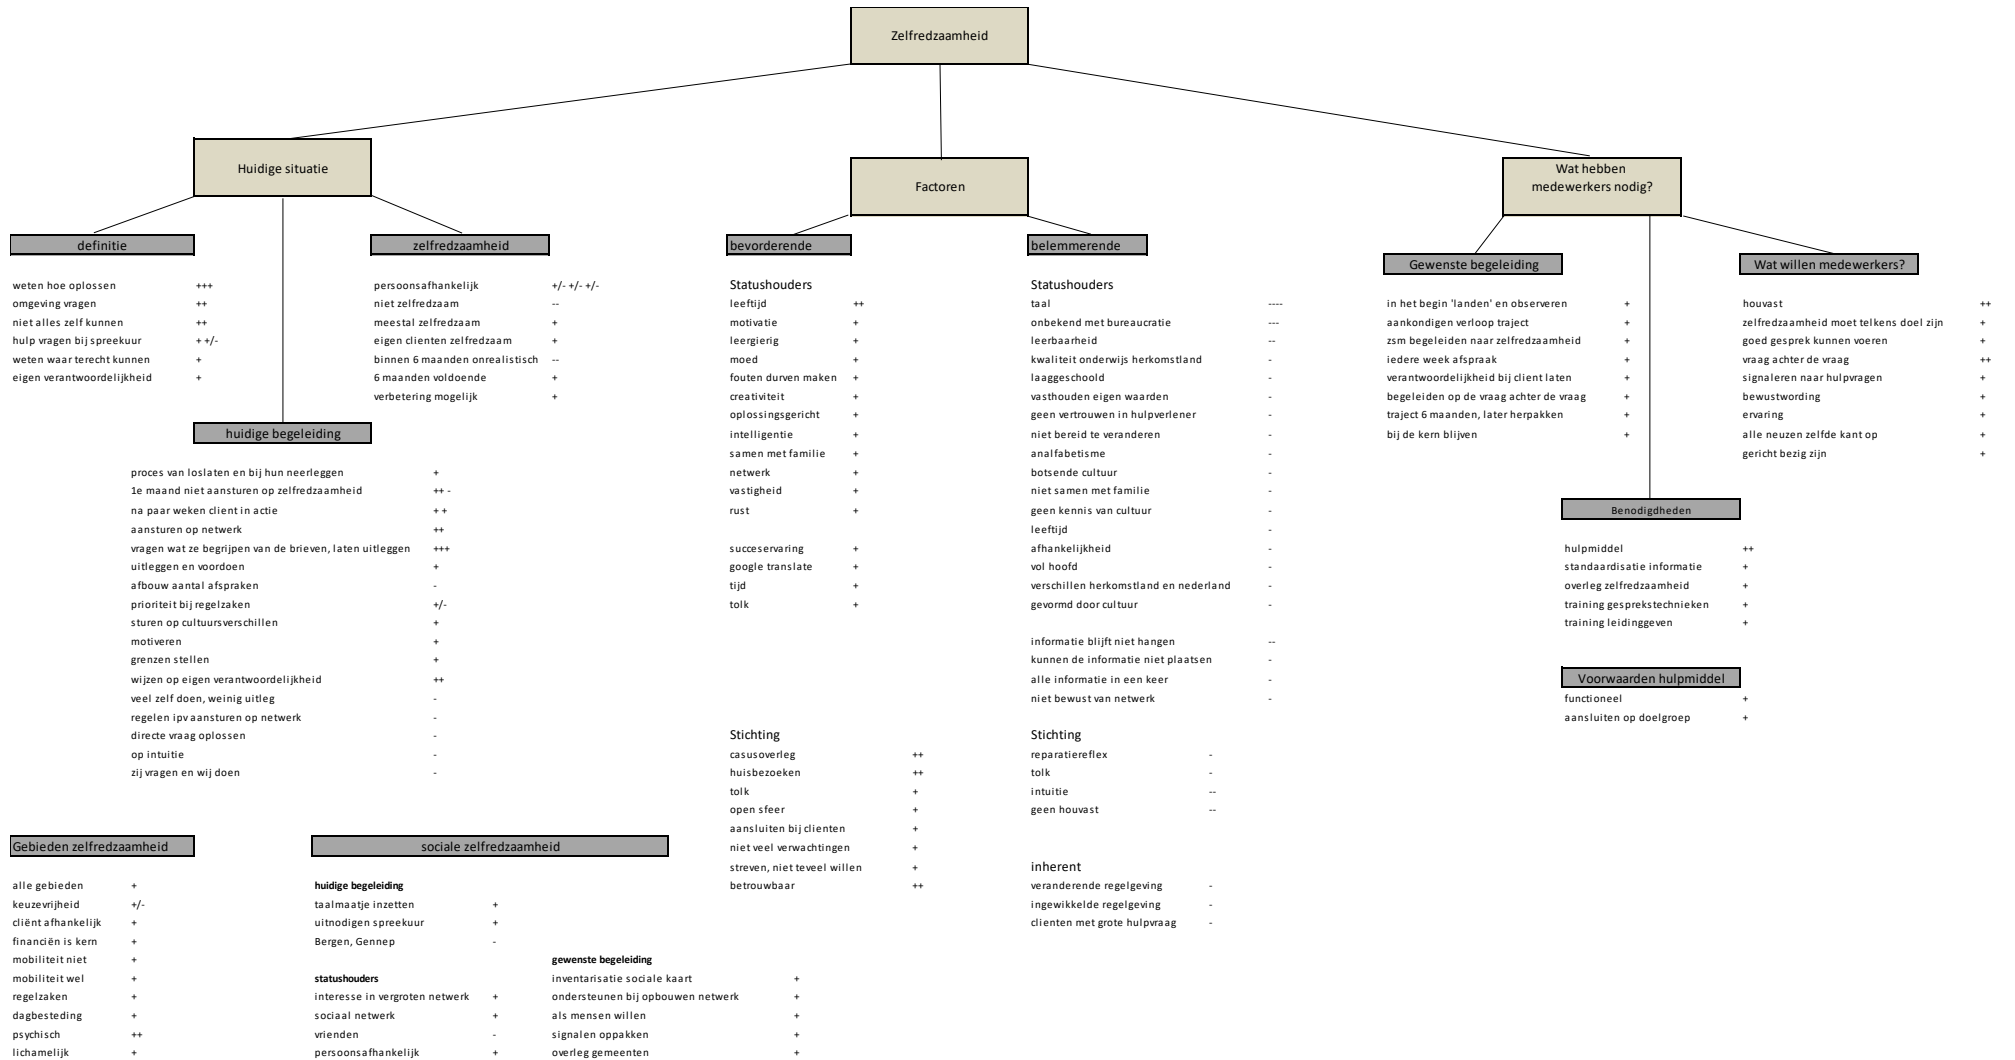 Zelfredzaamheid
Huidige situatie
Factoren
Wat hebben
medewerkers nodig?
definitie
weten hoe oplossen +++
omgeving vragen ++
niet alles zelf kunnen ++
hulp vragen bij spreekuur + +/-
weten waar terecht kunnen +
eigen verantwoordelijkheid +
zelfredzaamheid
persoonsafhankelijk +/- +/- +/-
niet zelfredzaam --
meestal zelfredzaam +
eigen clienten zelfredzaam +
binnen 6 maanden onrealistisch --
6 maanden voldoende +
verbetering mogelijk +
huidige begeleiding
proces van loslaten en bij hun neerleggen +
1e maand niet aansturen op zelfredzaamheid ++ -
na paar weken client in actie + +
aansturen op netwerk ++
vragen wat ze begrijpen van de brieven, laten uitleggen +++
uitleggen en voordoen +
afbouw aantal afspraken -
prioriteit bij regelzaken +/-
sturen op cultuursverschillen +
motiveren +
grenzen stellen +
wijzen op eigen verantwoordelijkheid ++
veel zelf doen, weinig uitleg -
regelen ipv aansturen op netwerk -
directe vraag oplossen -
op intuitie -
zij vragen en wij doen -
Gebieden zelfredzaamheid
alle gebieden +
keuzevrijheid +/-
cliënt afhankelijk +
financiën is kern +
mobiliteit niet +
mobiliteit wel +
regelzaken +
dagbesteding +
psychisch ++
lichamelijk +
sociale zelfredzaamheid
huidige begeleiding
taalmaatje inzetten +
uitnodigen spreekuur +
Bergen, Gennep -
statushouders
interesse in vergroten netwerk +
sociaal netwerk +
vrienden -
persoonsafhankelijk +
gewenste begeleiding
inventarisatie sociale kaart +
ondersteunen bij opbouwen netwerk +
als mensen willen +
signalen oppakken +
overleg gemeenten +
bevorderende
Statushouders
leeftijd ++
motivatie +
leergierig +
moed +
fouten durven maken +
creativiteit +
oplossingsgericht +
intelligentie +
samen met familie +
netwerk +
vastigheid +
rust +
succeservaring +
google translate +
tijd +
tolk +
Stichting
casusoverleg ++
huisbezoeken ++
tolk +
open sfeer +
aansluiten bij clienten +
niet veel verwachtingen +
streven, niet teveel willen +
betrouwbaar ++
belemmerende
Statushouders
taal ----
onbekend met bureaucratie ---
leerbaarheid --
kwaliteit onderwijs herkomstland -
laaggeschoold -
vasthouden eigen waarden -
geen vertrouwen in hulpverlener -
niet bereid te veranderen -
analfabetisme -
botsende cultuur -
niet samen met familie -
geen kennis van cultuur -
leeftijd -
afhankelijkheid -
vol hoofd -
verschillen herkomstland en nederland -
gevormd door cultuur -
informatie blijft niet hangen --
kunnen de informatie niet plaatsen -
alle informatie in een keer -
niet bewust van netwerk -
Stichting
reparatiereflex -
tolk -
intuitie --
geen houvast --
inherent
veranderende regelgeving -
ingewikkelde regelgeving -
clienten met grote hulpvraag -
Gewenste begeleiding
in het begin 'landen' en observeren +
aankondigen verloop traject +
zsm begeleiden naar zelfredzaamheid +
iedere week afspraak +
verantwoordelijkheid bij client laten +
begeleiden op de vraag achter de vraag +
traject 6 maanden, later herpakken +
bij de kern blijven +
Wat willen medewerkers?
houvast ++
zelfredzaamheid moet telkens doel zijn +
goed gesprek kunnen voeren +
vraag achter de vraag ++
signaleren naar hulpvragen +
bewustwording +
ervaring +
alle neuzen zelfde kant op +
gericht bezig zijn +
Benodigdheden
hulpmiddel ++
standaardisatie informatie +
overleg zelfredzaamheid +
training gesprekstechnieken +
training leidinggeven +
Voorwaarden hulpmiddel
functioneel +
aansluiten op doelgroep +